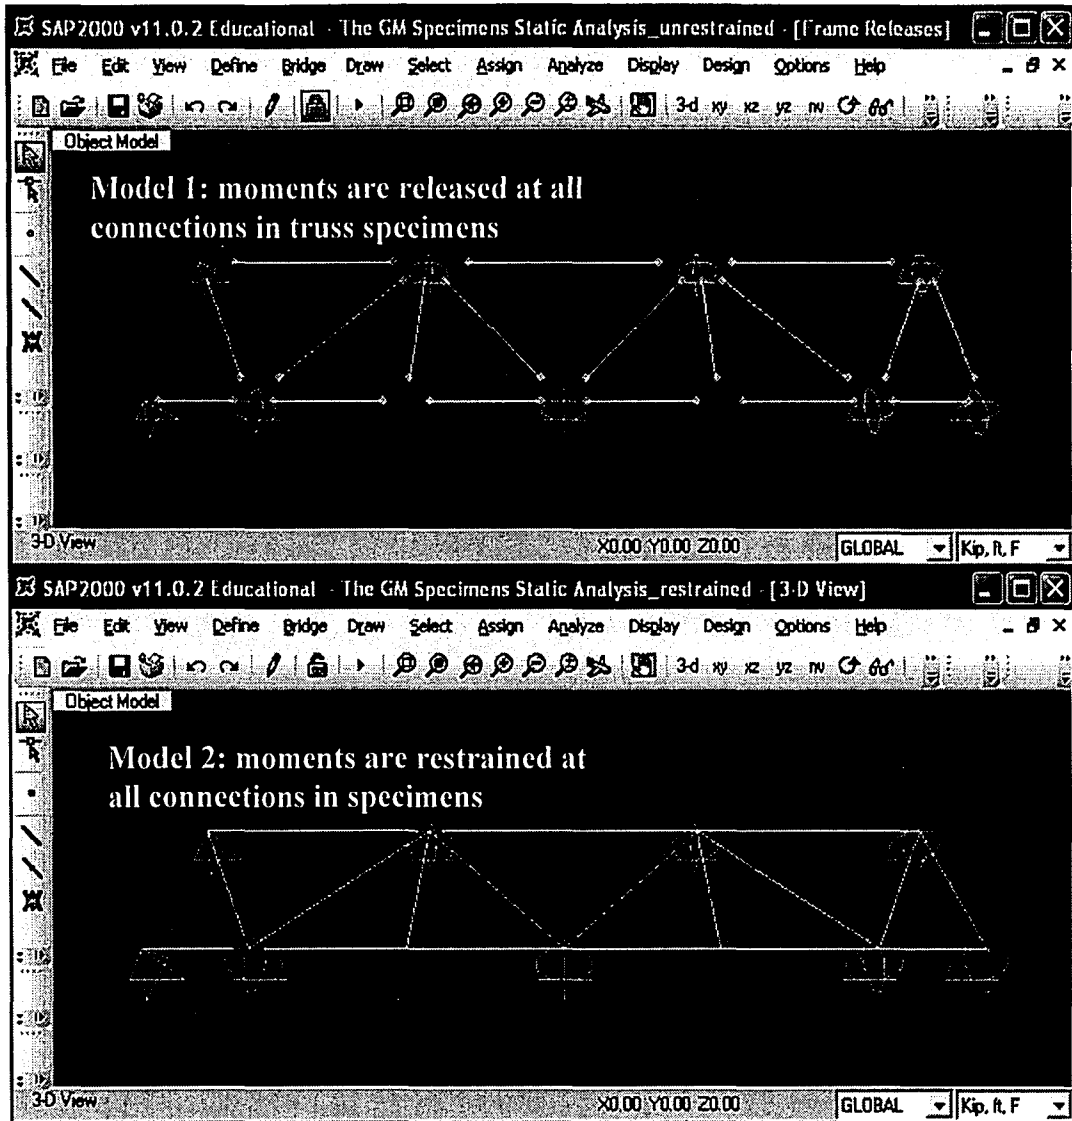 SAP2000 v11.0.2 Educational - The GM Specimens Static Analysis_unrestrained - [Frame Releases]
File Edit View Define Bridge Draw Select Assign Analyze Display Design Options Help
3-d xy xz yz nv
Object Model
Model 1: moments are released at all
connections in truss specimens
3-D View X0.00 Y0.00 Z0.00 GLOBAL Kip, ft, F
SAP2000 v11.0.2 Educational - The GM Specimens Static Analysis_restrained - [3-D View]
File Edit View Define Bridge Draw Select Assign Analyze Display Design Options Help
3-d xy xz yz nv
Object Model
Model 2: moments are restrained at
all connections in specimens
3-D View X0.00 Y0.00 Z0.00 GLOBAL Kip, ft, F